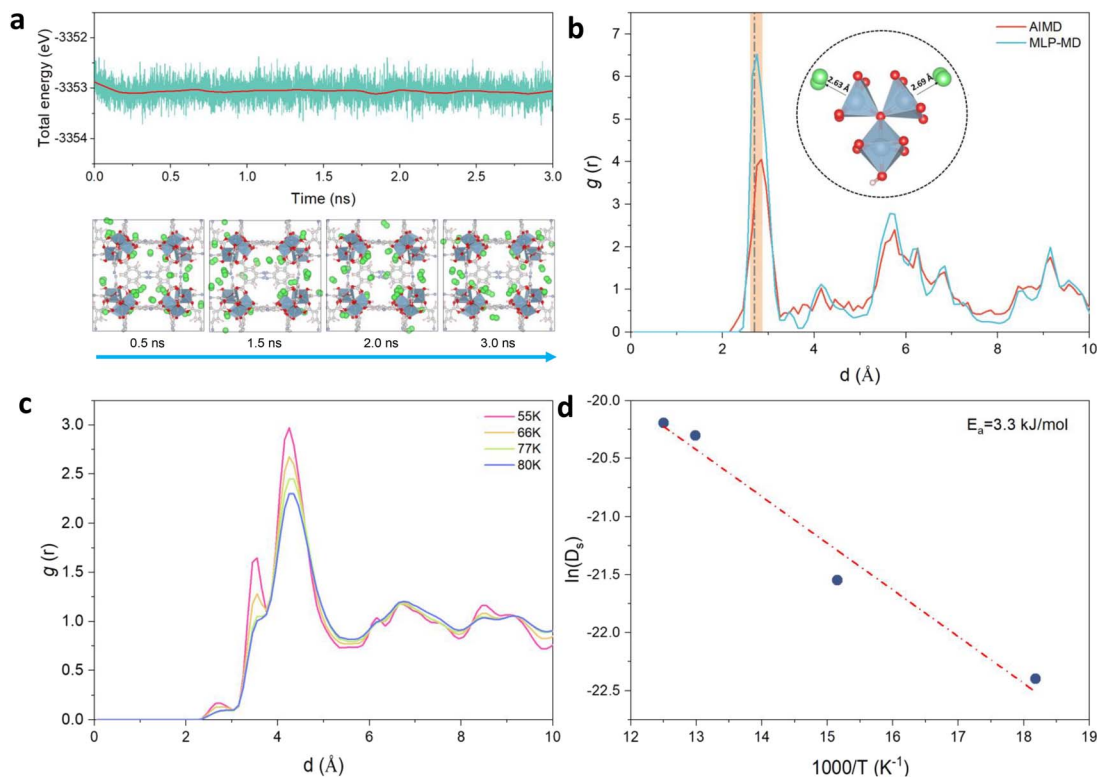 a
Total energy (eV)
-3352
-3353
-3354
0.0 0.5 1.0 1.5 2.0 2.5 3.0
Time (ns)
0.5 ns 1.5 ns 2.0 ns 3.0 ns
b
AIMD
MLP-MD
2.63 Å
2.69 Å
g (r)
7
6
5
4
3
2
1
0
0 2 4 6 8 10
d (Å)
c
55K
66K
77K
80K
g (r)
3.0
2.5
2.0
1.5
1.0
0.5
0.0
0 2 4 6 8 10
d (Å)
d
Eₐ=3.3 kJ/mol
ln(Dₛ)
-20.0
-20.5
-21.0
-21.5
-22.0
-22.5
12 13 14 15 16 17 18 19
1000/T (K⁻¹)